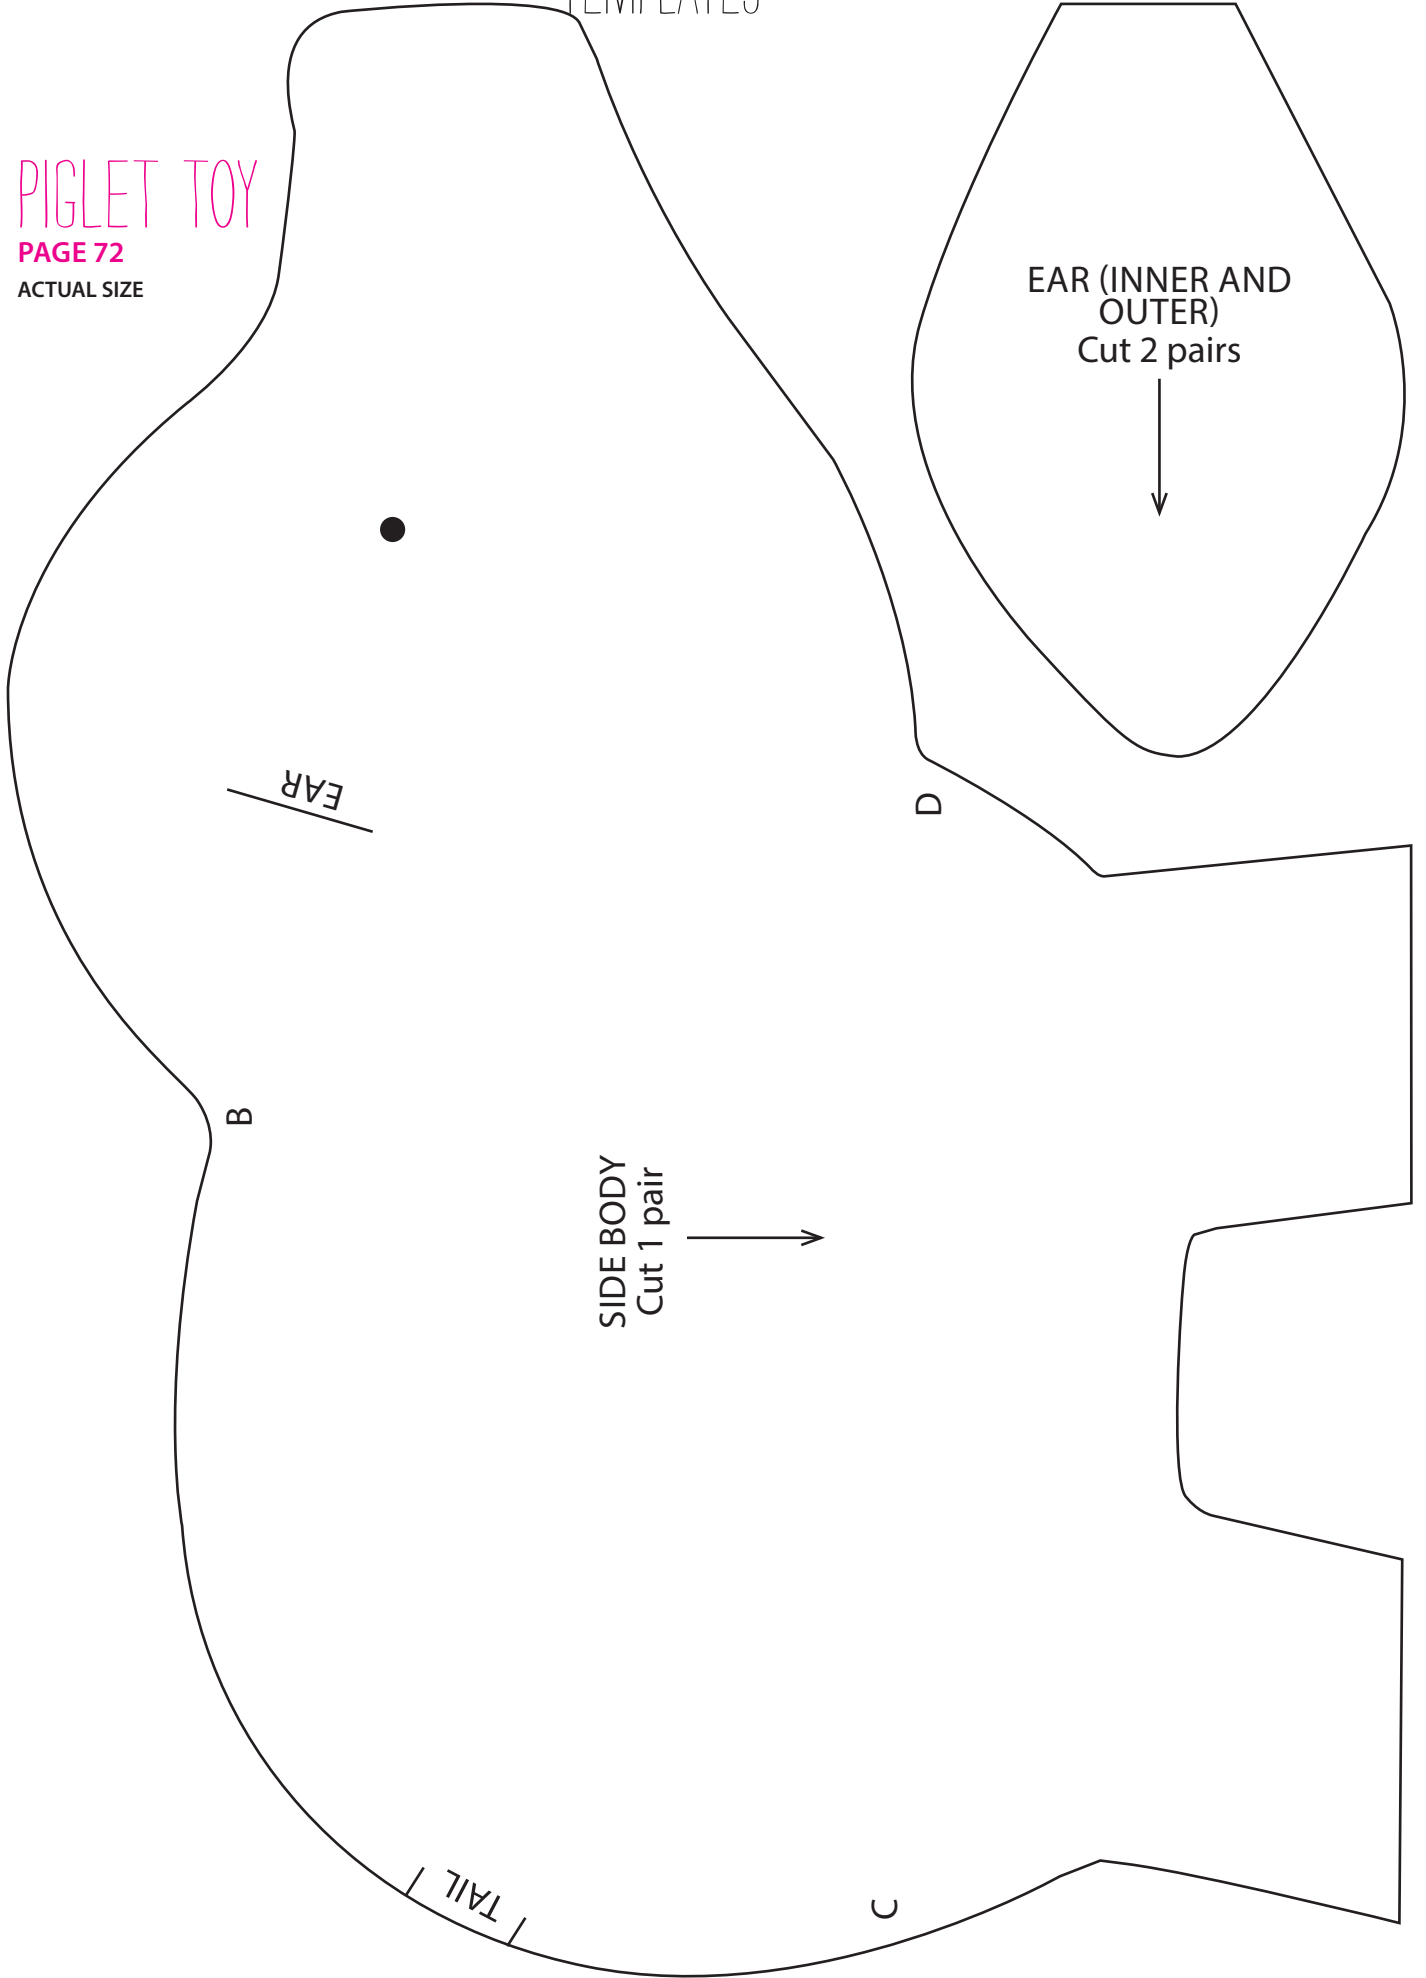 TEMPLATES
PIGLET TOY
PAGE 72
ACTUAL SIZE
EAR (INNER AND
OUTER)
Cut 2 pairs
EAR
D
B
SIDE BODY
Cut 1 pair
TAIL
C